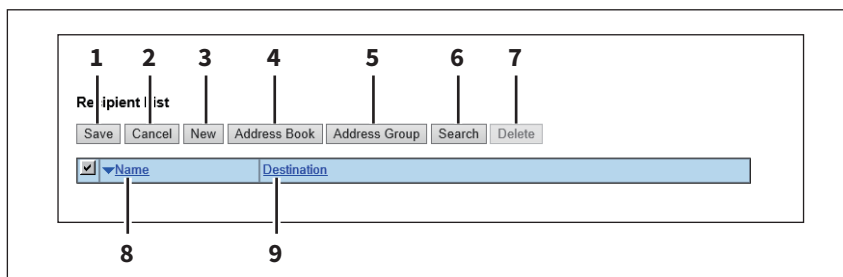 1 2 3 4 5 6 7
Recipient List
Save Cancel New Address Book Address Group Search Delete
Name Destination
8 9